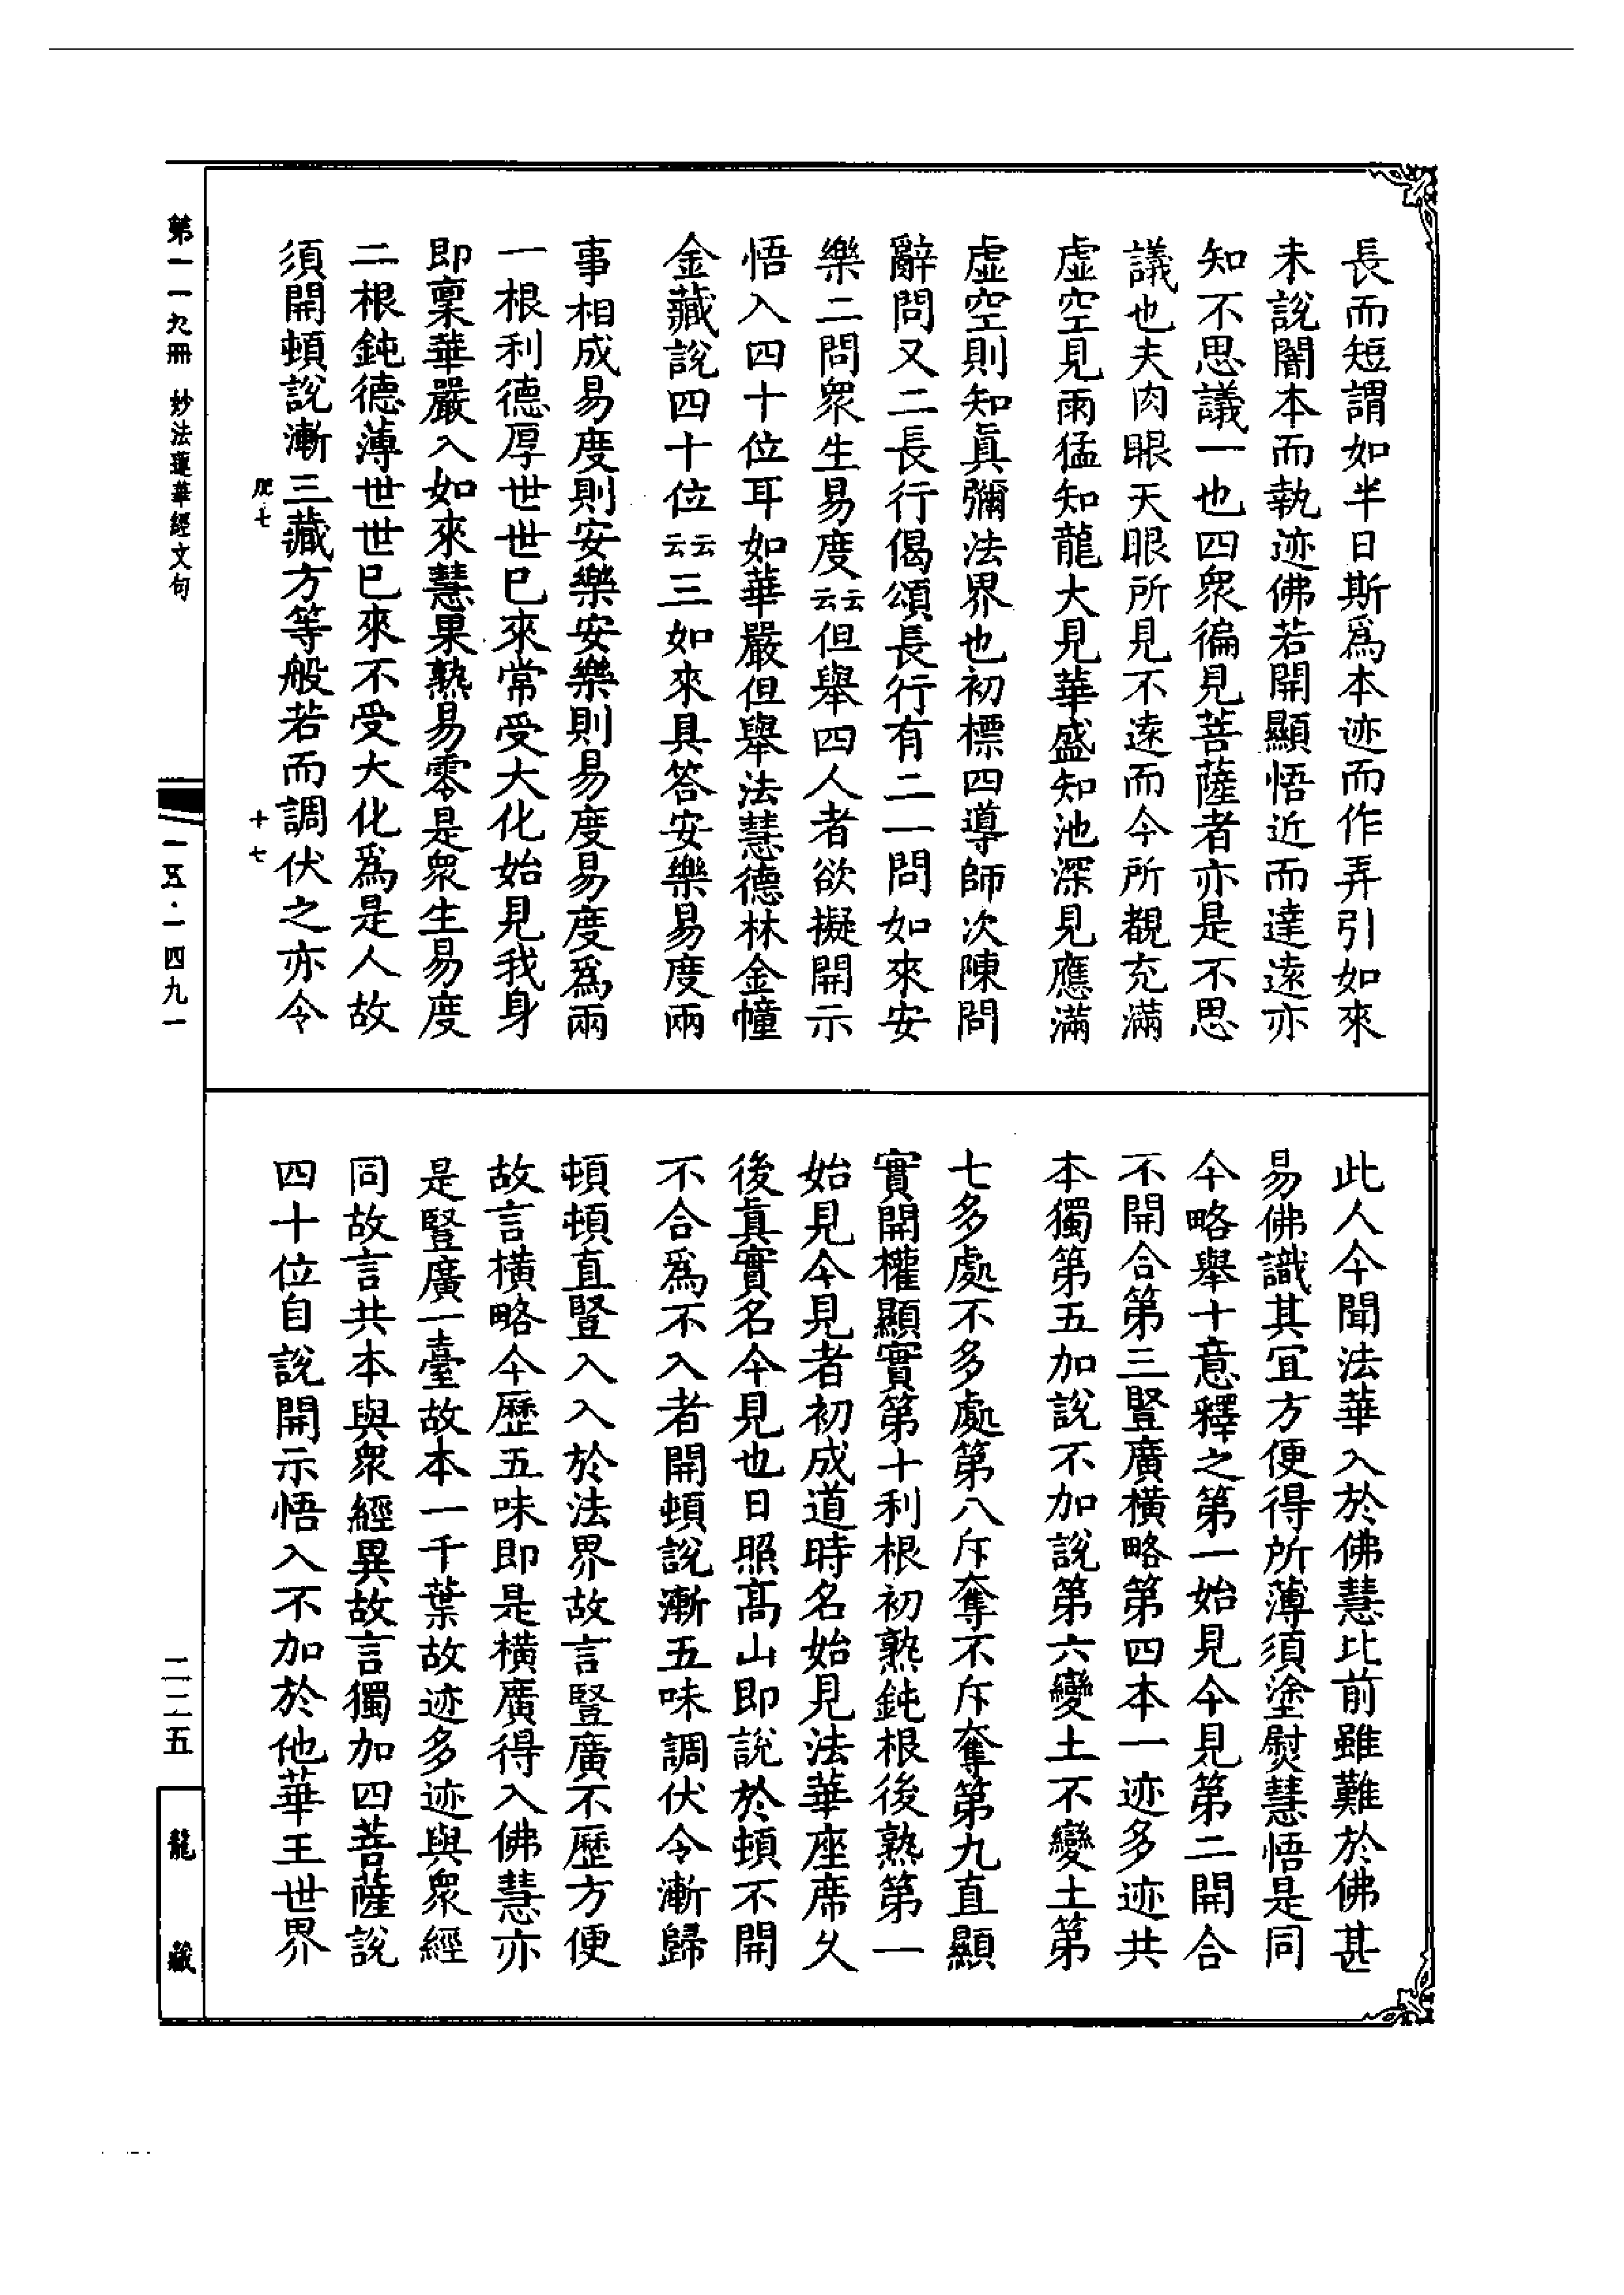 長而短謂如半日斯爲本迹而作弄引如來
未說闇本而執迹佛若開顯悟近而達遠亦
知不思議一也四衆徧見菩薩者亦是不思
議也夫肉眼天眼所見不遠而今所覩充滿
虛空見雨猛知龍大見華盛知池深見應滿
虛空則知眞彌法界也初標四導師次陳問
辭問又二長行偈頌長行有二一問如來安
樂二問衆生易度云云但舉四人者欲擬開示
悟入四十位耳如華嚴但舉法慧德林金幢
金藏說四十位云云三如來具答安樂易度兩
事相成易度則安樂安樂則易度易度爲兩
一根利德厚世世已來常受大化始見我身
即稟華嚴入如來慧果熟易零是衆生易度
二根鈍德薄世世已來不受大化爲是人故
須開頓說漸三藏方等般若而調伏之亦令
肥七
十七
此人今聞法華入於佛慧比前雖難於佛甚
易佛識其宜方便得所薄須塗熨慧悟是同
今略舉十意釋之第一始見今見第二開合
不開合第三豎廣橫略第四本一迹多迹共
本獨第五加說不加說第六變土不變土第
七多處不多處第八斥奪不斥奪第九直顯
實開權顯實第十利根初熟鈍根後熟第一
始見今見者初成道時名始見法華座席久
後眞實名今見也日照高山即說於頓不開
不合爲不入者開頓說漸五味調伏令漸歸
頓頓直豎入入於法界故言豎廣不歷方便
故言橫略今歷五味即是橫廣得入佛慧亦
是豎廣一臺故本一千葉故迹多迹與衆經
同故言共本與衆經異故言獨加四菩薩說
四十位自說開示悟入不加於他華王世界
第一一九冊 妙法蓮華經文句
一五·一四九一
二二五
龍藏